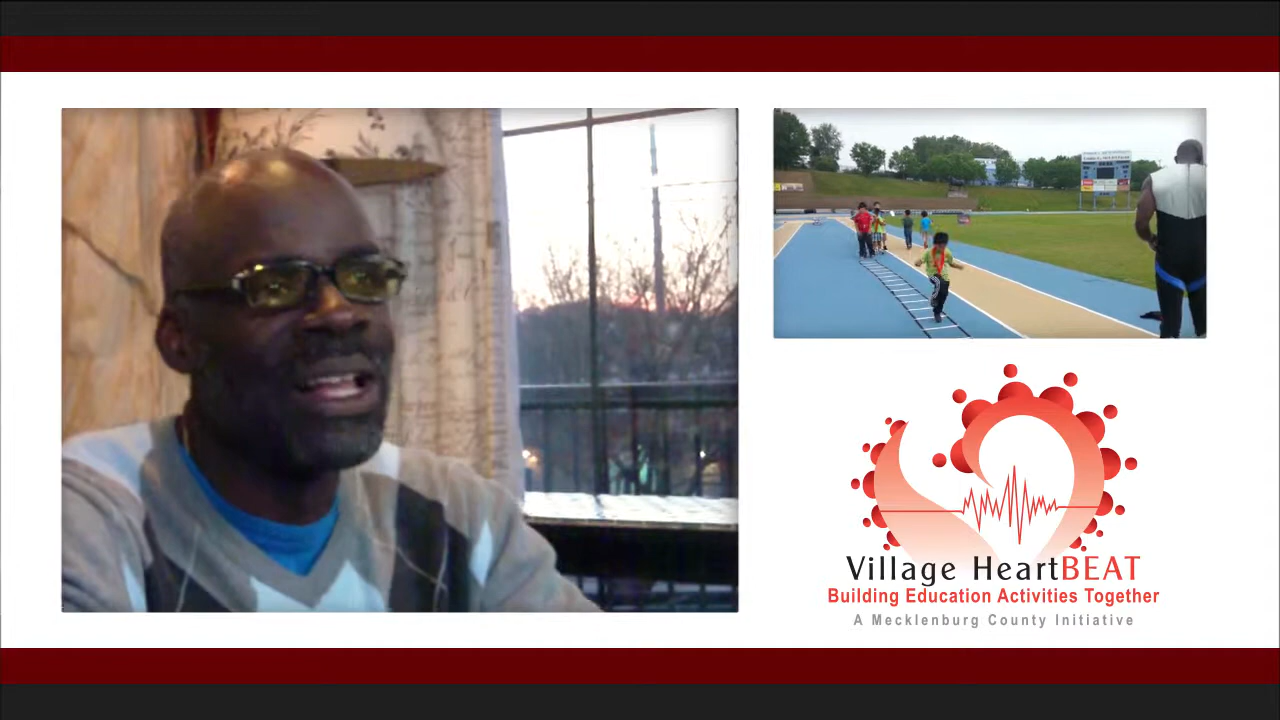 Village HeartBEAT
Building Education Activities Together
A Mecklenburg County Initiative